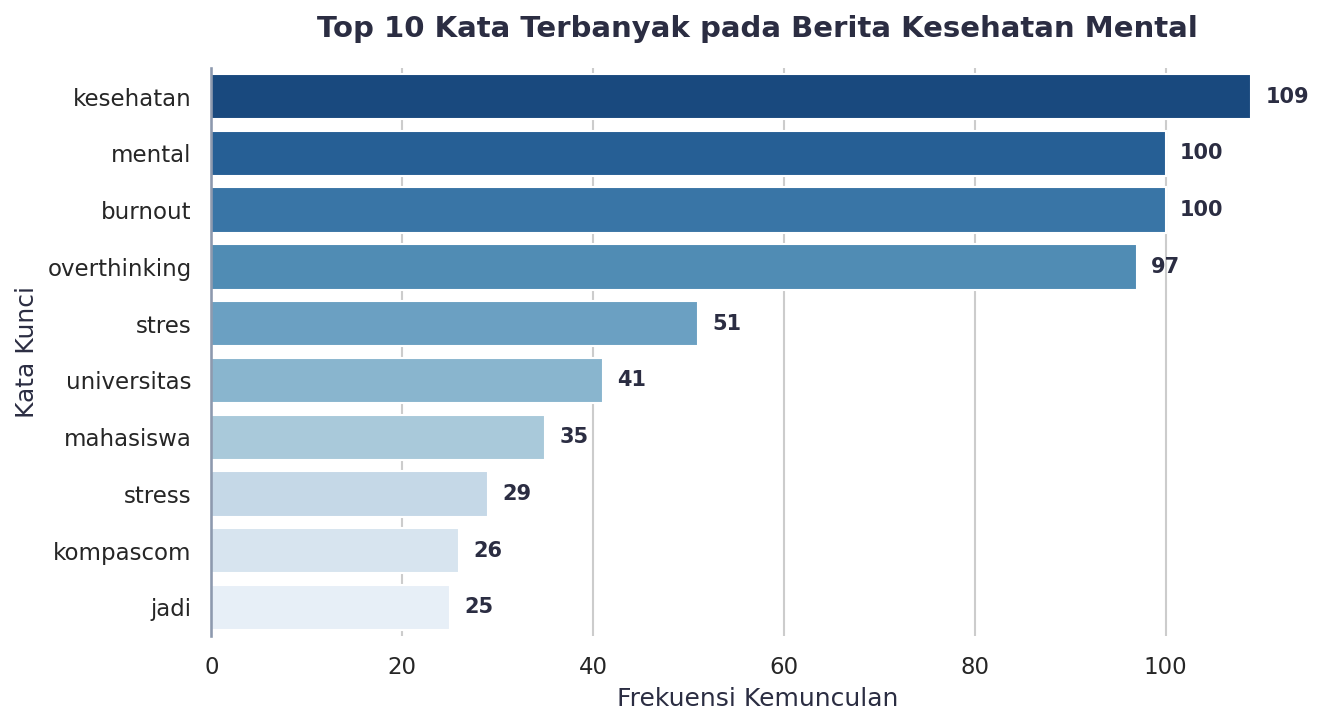 Top 10 Kata Terbanyak pada Berita Kesehatan Mental
Kata Kunci
kesehatan 109
mental 100
burnout 100
overthinking 97
stres 51
universitas 41
mahasiswa 35
stress 29
kompascom 26
jadi 25
0 20 40 60 80 100
Frekuensi Kemunculan